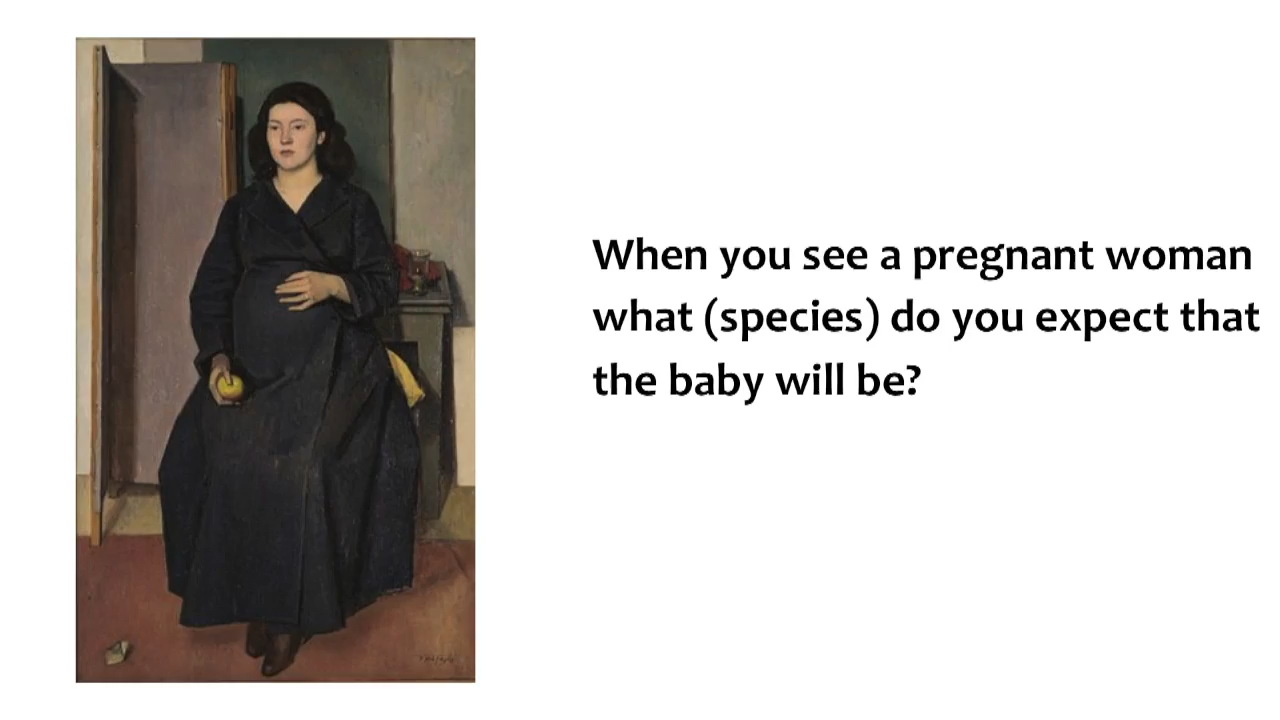 When you see a pregnant woman
what (species) do you expect that
the baby will be?